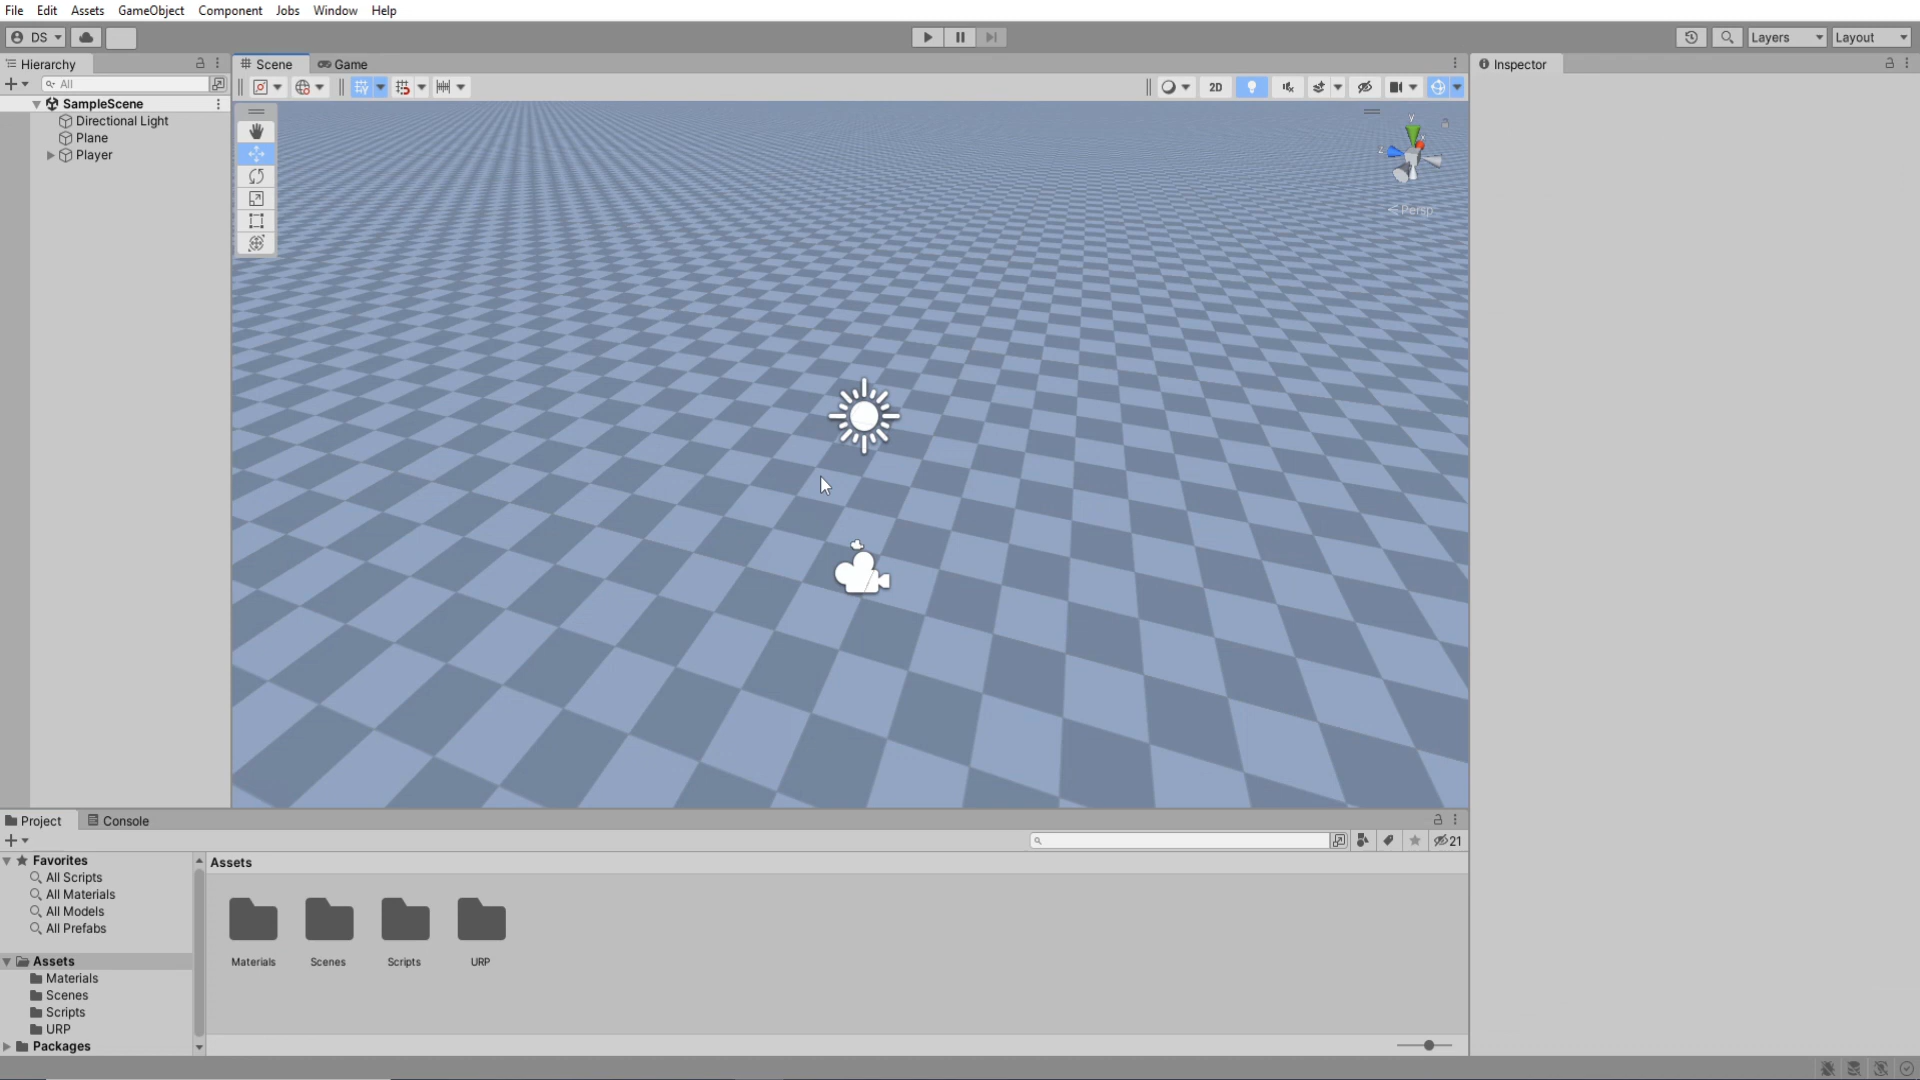 File Edit Assets GameObject Component Jobs Window Help
DS Layers Layout
Hierarchy
All
SampleScene
Directional Light
Plane
Player
Scene Game
2D
y
z
Persp
Inspector
Project Console
21
Favorites
All Scripts
All Materials
All Models
All Prefabs
Assets
Materials
Scenes
Scripts
URP
Packages
Assets
Materials Scenes Scripts URP